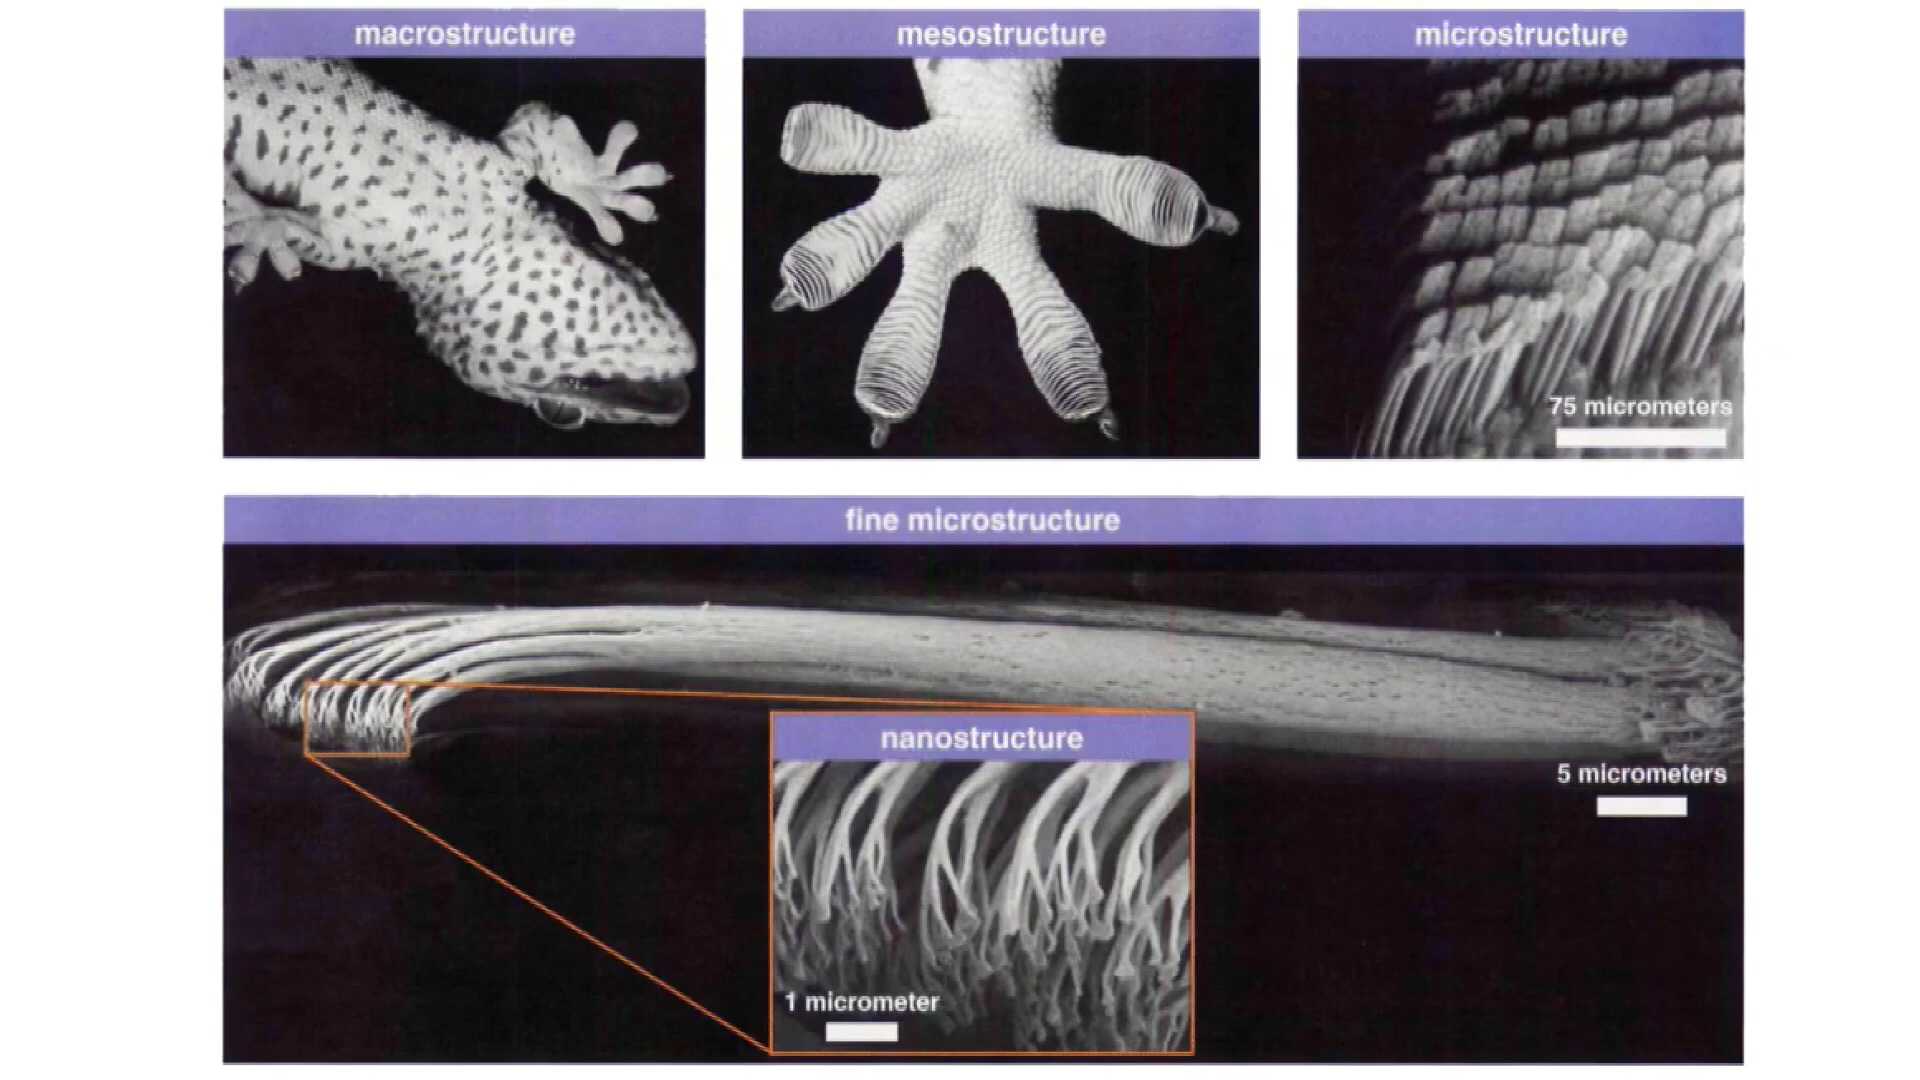 macrostructure
mesostructure
microstructure
75 micrometers
fine microstructure
nanostructure
5 micrometers
1 micrometer